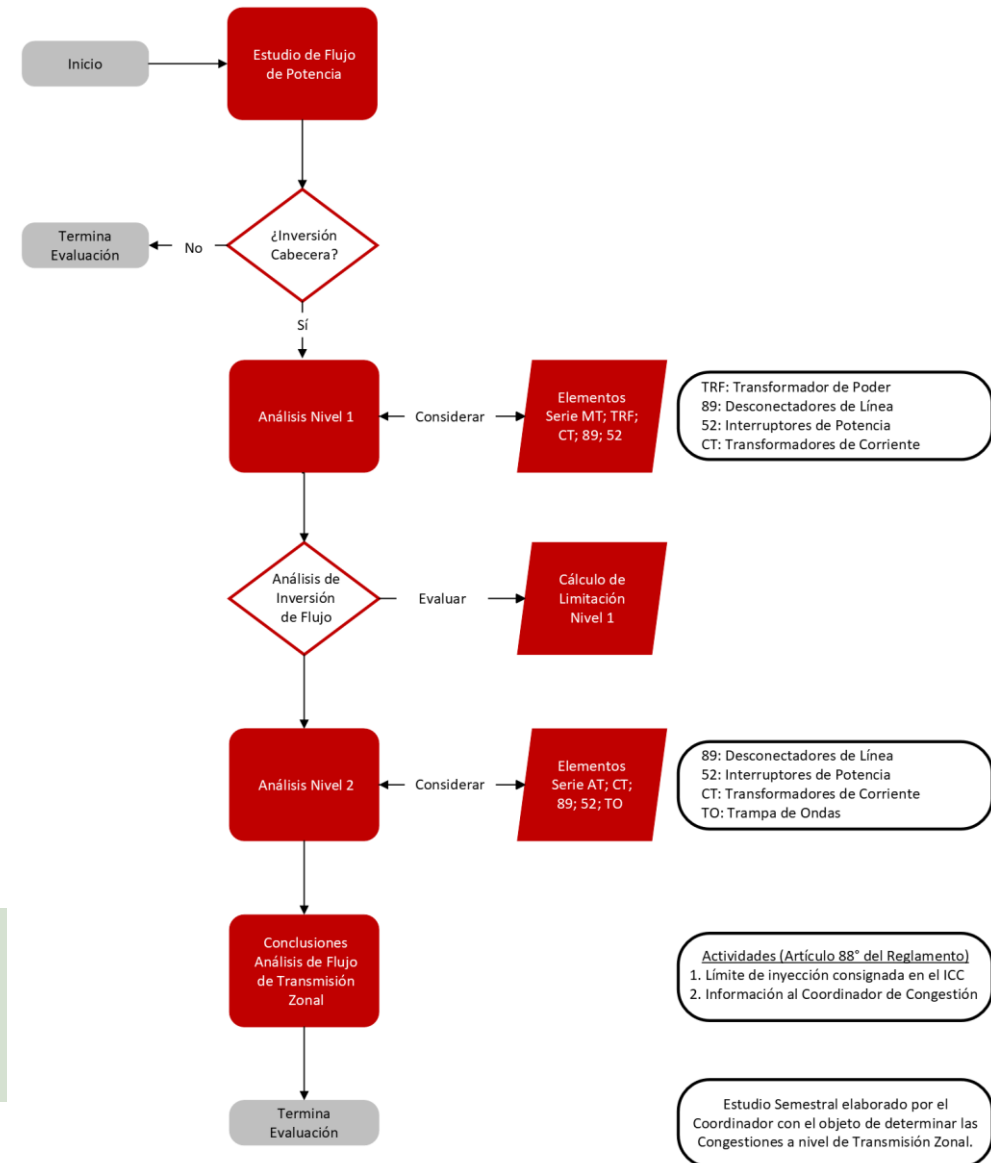 Inicio
Estudio de Flujo
de Potencia
¿Inversión
Cabecera?
No
Termina
Evaluación
Sí
Análisis Nivel 1
Considerar
Elementos
Serie MT; TRF;
CT; 89; 52
TRF: Transformador de Poder
89: Desconectadores de Línea
52: Interruptores de Potencia
CT: Transformadores de Corriente
Análisis de
Inversión
de Flujo
Evaluar
Cálculo de
Limitación
Nivel 1
Análisis Nivel 2
Considerar
Elementos
Serie AT; CT;
89; 52; TO
89: Desconectadores de Línea
52: Interruptores de Potencia
CT: Transformadores de Corriente
TO: Trampa de Ondas
Conclusiones
Análisis de Flujo
de Transmisión
Zonal
Actividades (Artículo 88° del Reglamento)
1. Límite de inyección consignada en el ICC
2. Información al Coordinador de Congestión
Termina
Evaluación
Estudio Semestral elaborado por el
Coordinador con el objeto de determinar las
Congestiones a nivel de Transmisión Zonal.